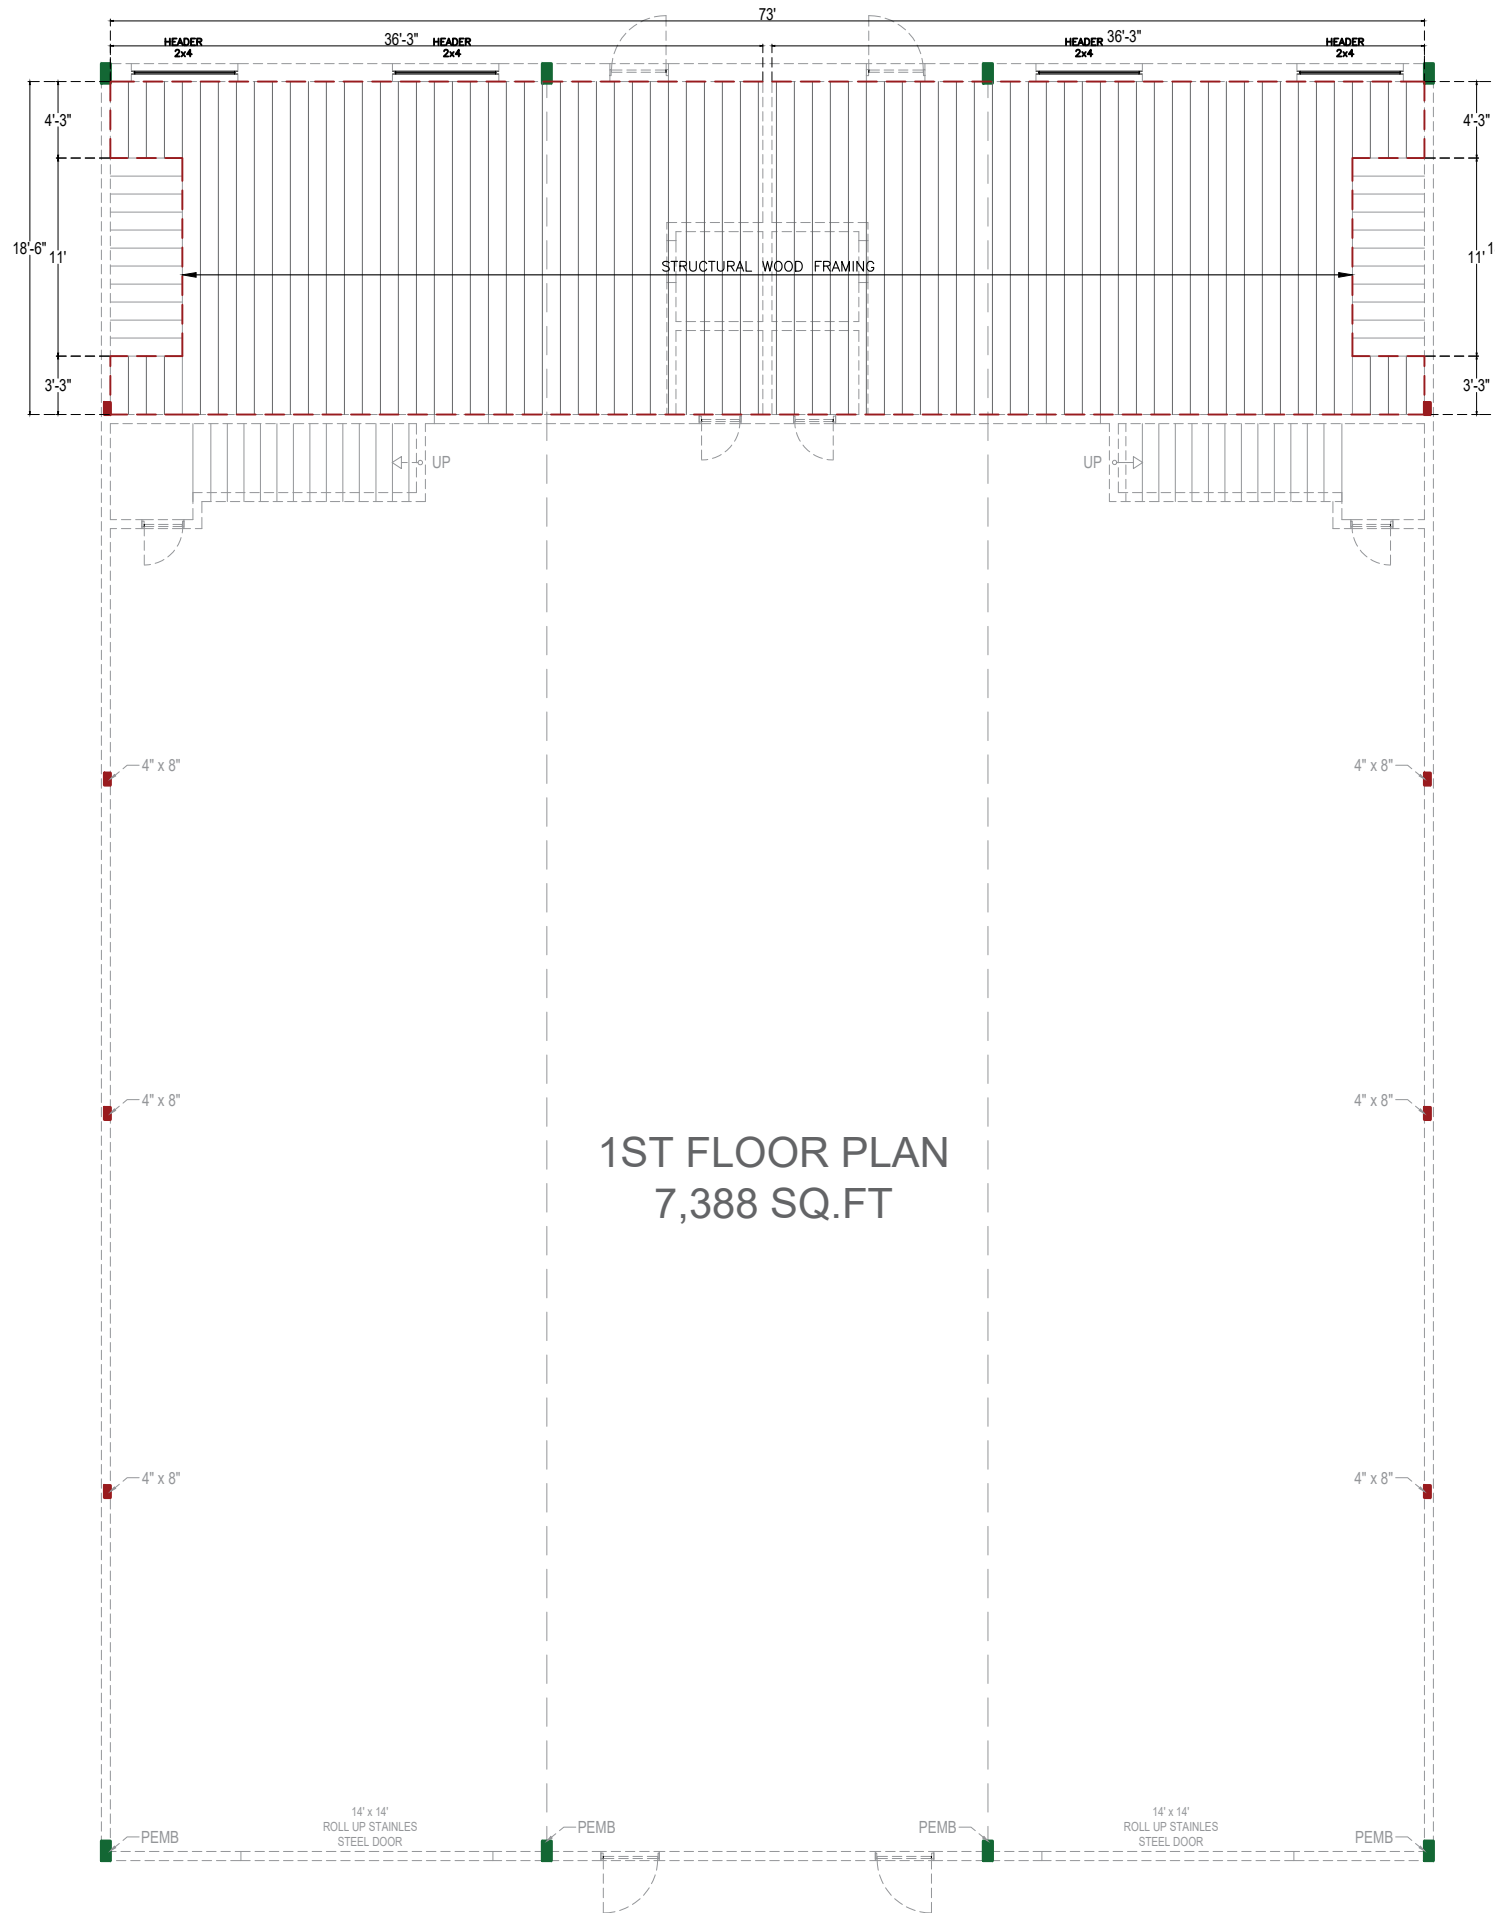 73'
36'-3"
36'-3"
HEADER
2x4
HEADER
2x4
HEADER
2x4
HEADER
2x4
4'-3"
4'-3"
18'-6"
11'
11'
1
STRUCTURAL WOOD FRAMING
3'-3"
3'-3"
UP
UP
4" x 8"
4" x 8"
4" x 8"
4" x 8"
1ST FLOOR PLAN
7,388 SQ.FT
4" x 8"
4" x 8"
14' x 14'
ROLL UP STAINLES
STEEL DOOR
14' x 14'
ROLL UP STAINLES
STEEL DOOR
PEMB
PEMB
PEMB
PEMB